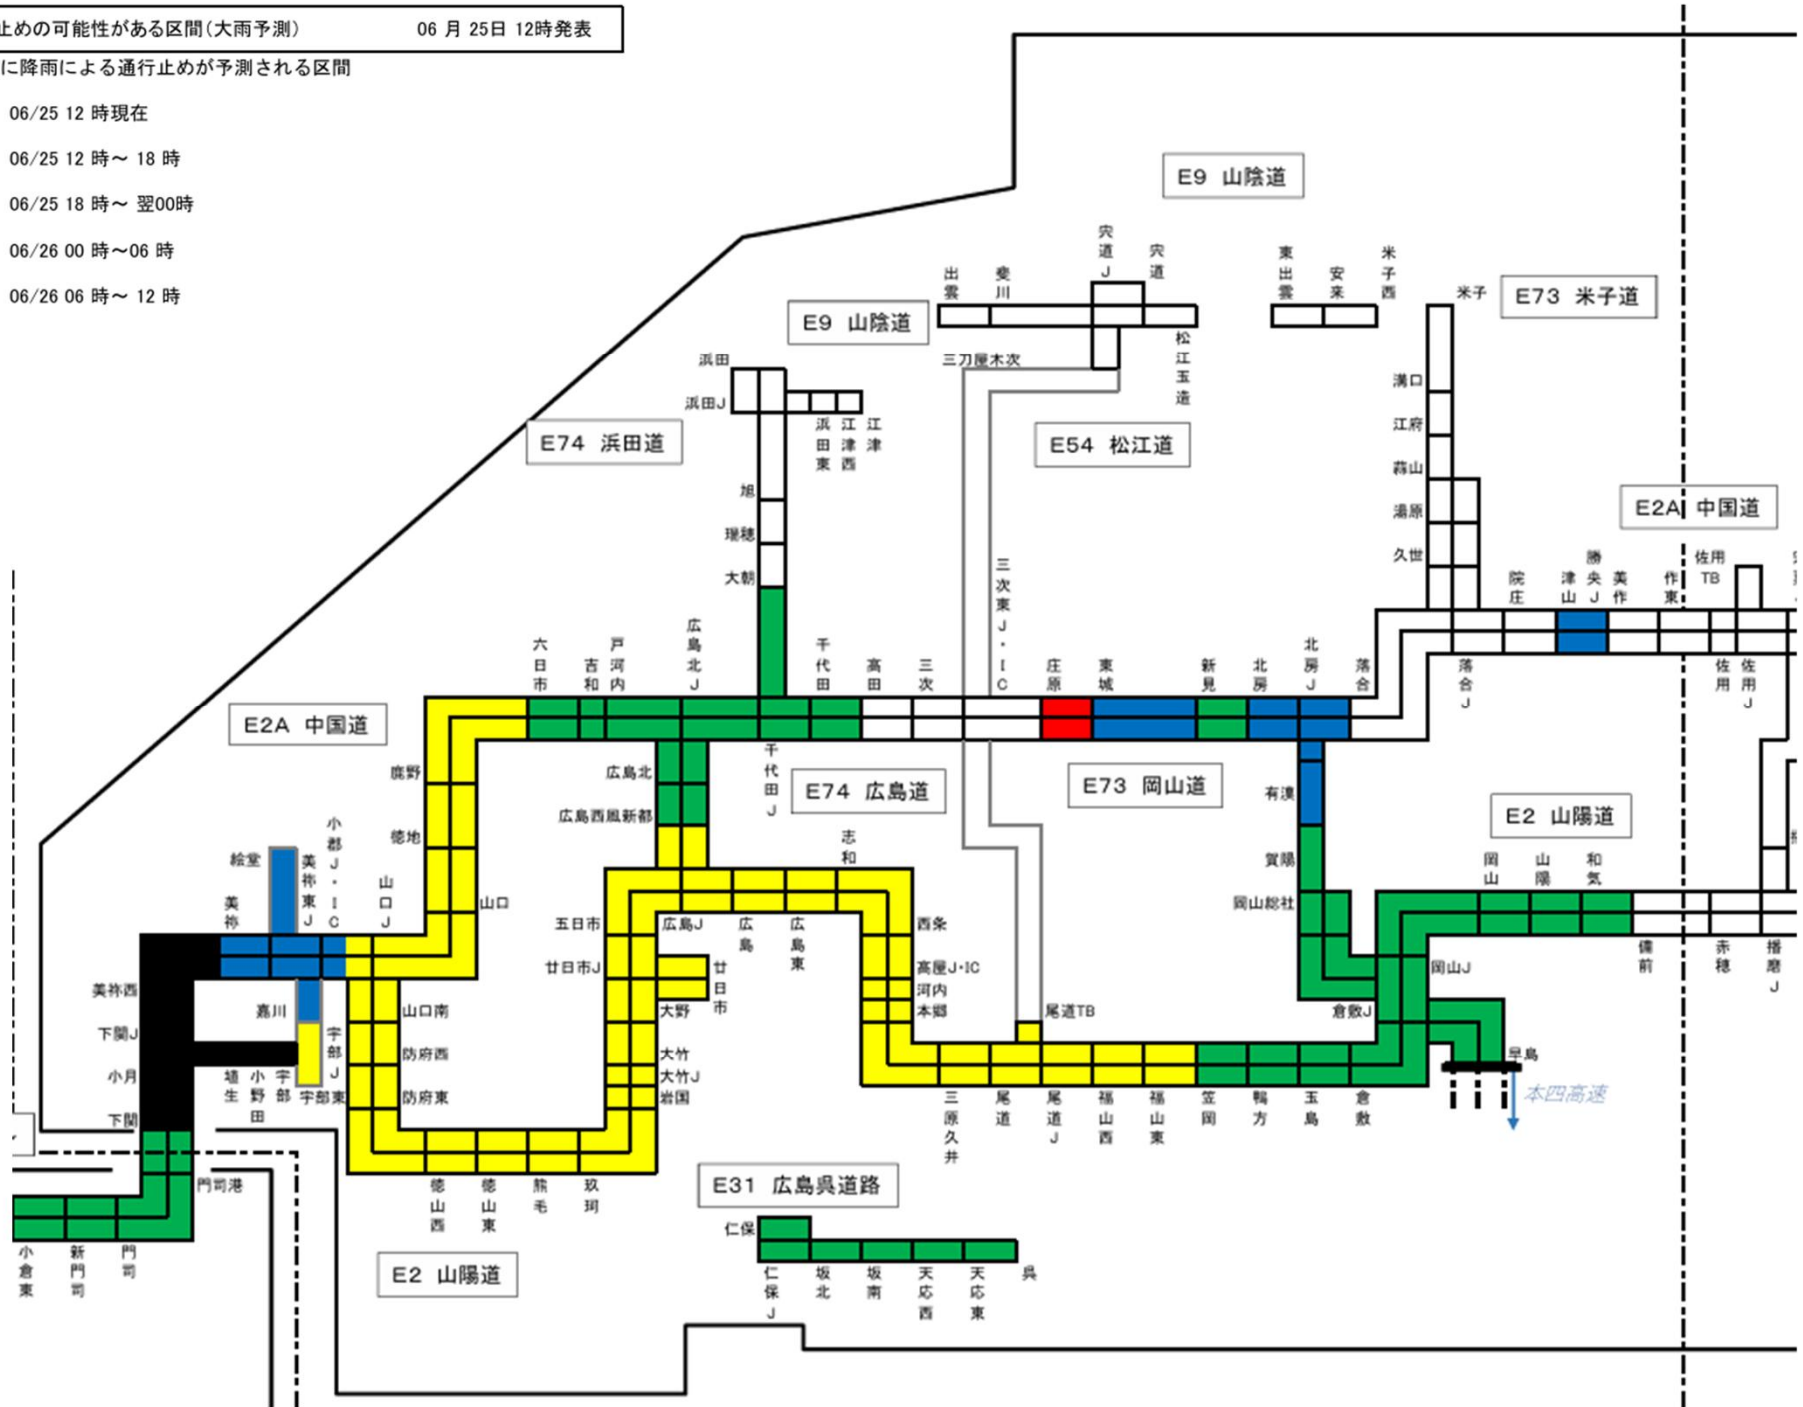 止めの可能性がある区間(大雨予測) 06 月 25日 12時発表
に降雨による通行止めが予測される区間
06/25 12 時現在
06/25 12 時～ 18 時
06/25 18 時～ 翌00時
06/26 00 時～06 時
06/26 06 時～ 12 時
E9 山陰道
宍道J
宍道
出雲
斐川
東出雲
安来
米子西
米子
E73 米子道
E9 山陰道
松江玉造
三刀屋木次
浜田
浜田J
浜田東
江津西
江津
溝口
江府
蒜山
湯原
久世
E74 浜田道
E54 松江道
旭
瑞穂
大朝
E2A 中国道
三次東J・IC
院庄
津山
勝央J
美作
作東
佐用TB
六日市
吉和
戸河内
広島北J
千代田
高田
三次
庄原
東城
新見
北房
北房J
落合
落合J
佐用
佐用J
E2A 中国道
鹿野
広島北
千代田J
E74 広島道
E73 岡山道
有漢
E2 山陽道
広島西風新都
徳地
小郡J・IC
志和
絵堂
美祢東J
美祢
山口J
山口
賀陽
岡山
山陽
和気
岡山総社
五日市
広島J
広島
広島東
西条
廿日市J
廿日市
高屋J・IC
河内
本郷
岡山J
備前
赤穂
播磨J
美祢西
嘉川
山口南
大野
尾道TB
倉敷J
下関J
宇部J
防府西
大竹
早島
小月
埴生
小野田
宇部
宇部東
大竹J
防府東
岩国
本四高速
下関
三原久井
尾道
尾道J
福山西
福山東
笠岡
鴨方
玉島
倉敷
門司港
徳山西
徳山東
熊毛
玖珂
E31 広島呉道路
仁保
小倉東
新門司
門司
E2 山陽道
仁保J
坂北
坂南
天応西
天応東
呉